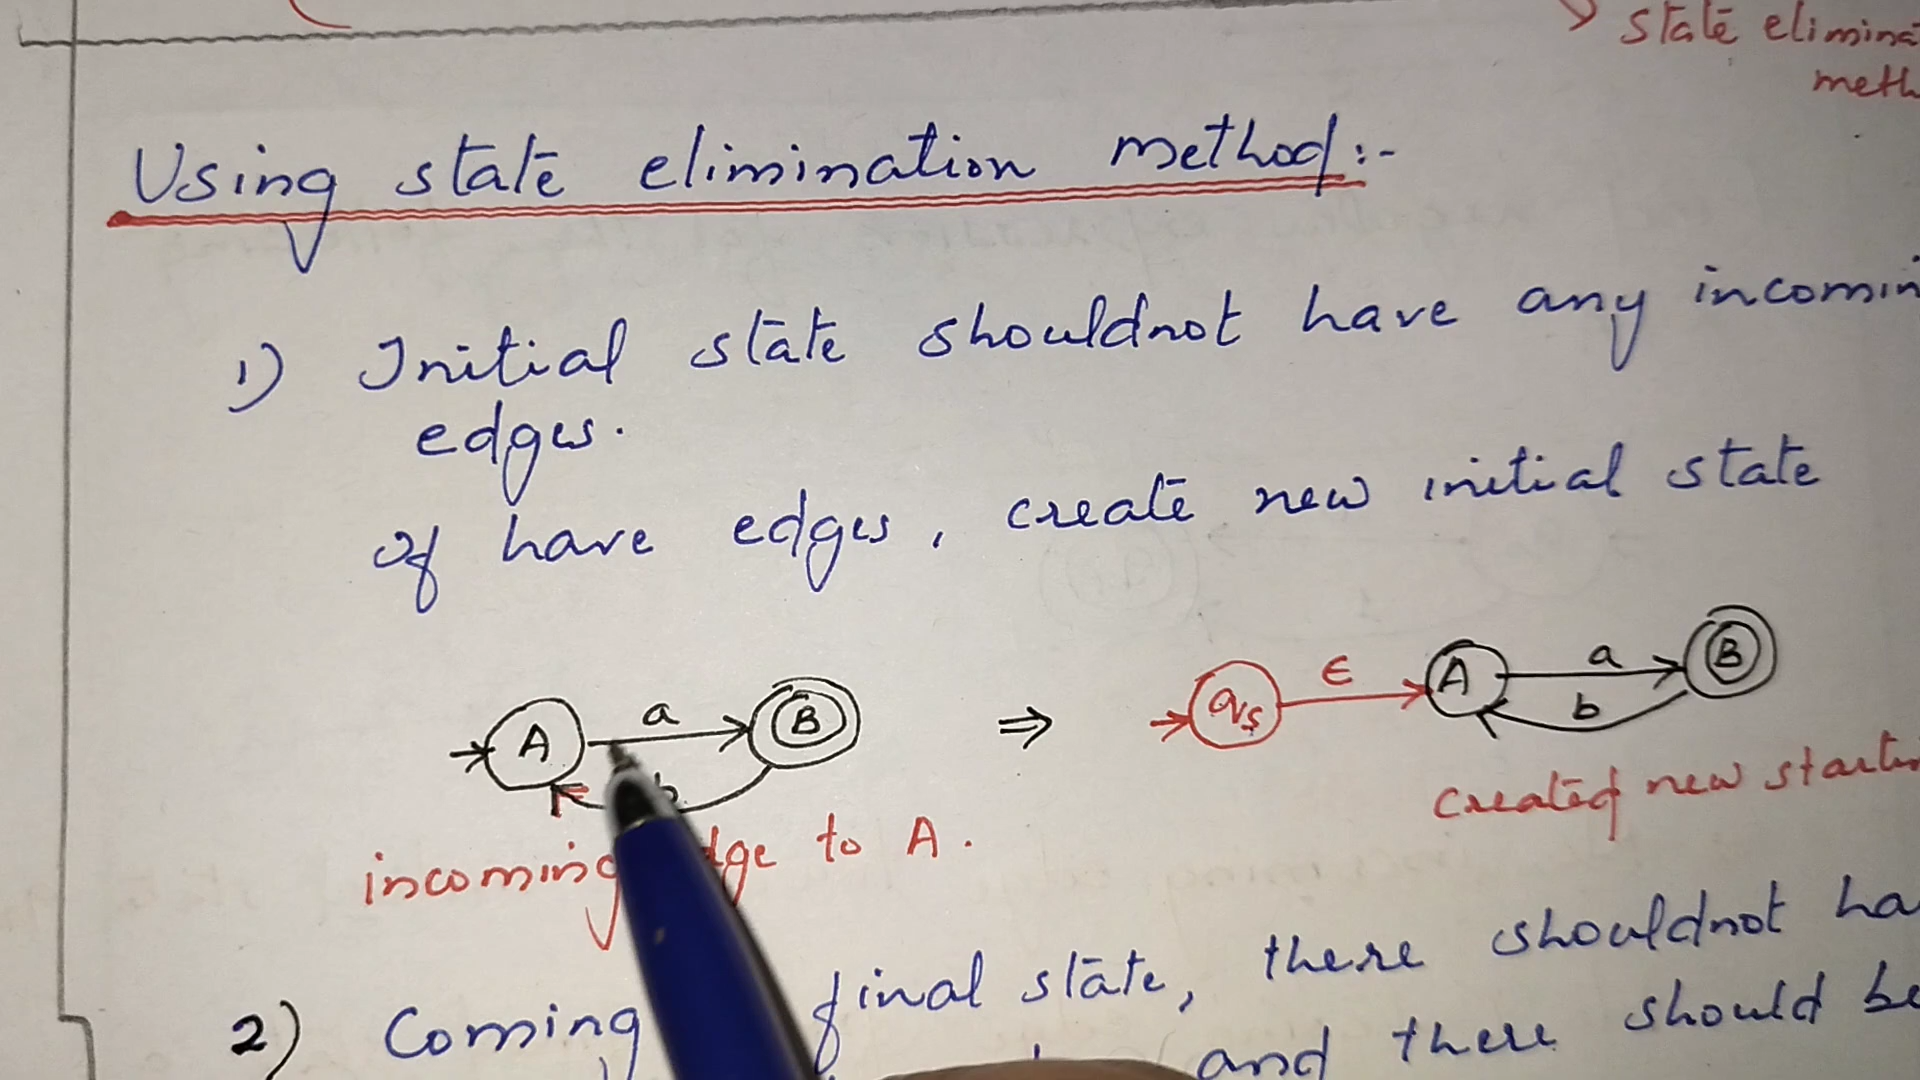 state elimina
meth
Using state elimination method:-
1) Initial state shouldnot have any incomin
edges.
If have edges, create new initial state
A a B b ⇒ qs ε A a B b
created new starti
incoming edge to A.
2) Coming final state, there shouldnot ha
and there should be